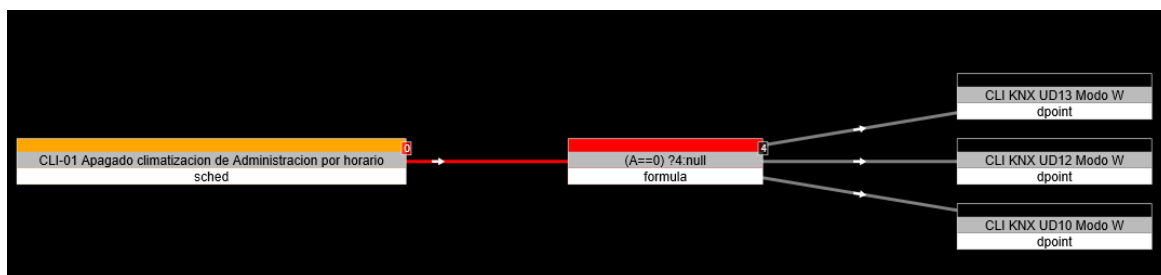 CLI KNX UD13 Modo W
dpoint
0
CLI-01 Apagado climatizacion de Administracion por horario
sched
4
(A==0) ?4:null
formula
CLI KNX UD12 Modo W
dpoint
CLI KNX UD10 Modo W
dpoint